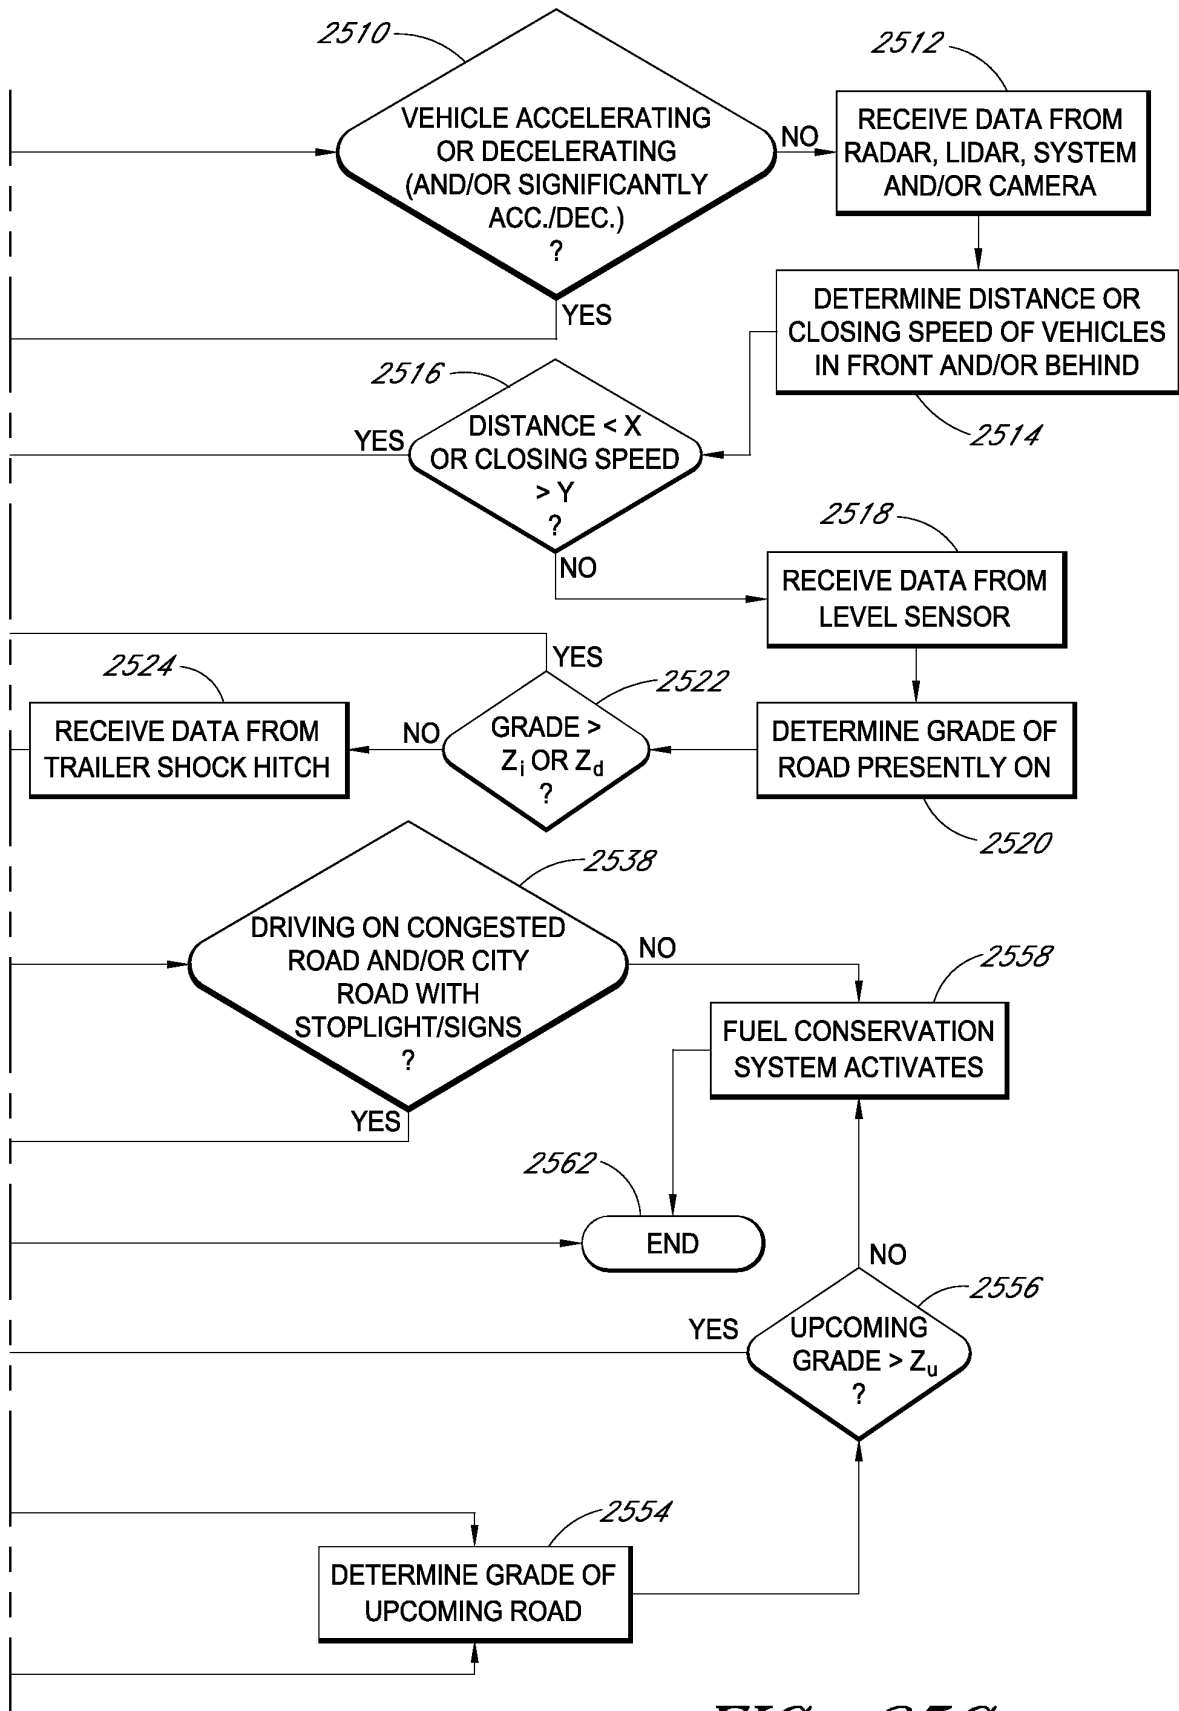 2510
VEHICLE ACCELERATING
OR DECELERATING
(AND/OR SIGNIFICANTLY
ACC./DEC.)
?
NO
YES
2512
RECEIVE DATA FROM
RADAR, LIDAR, SYSTEM
AND/OR CAMERA
DETERMINE DISTANCE OR
CLOSING SPEED OF VEHICLES
IN FRONT AND/OR BEHIND
2514
2516
YES
DISTANCE < X
OR CLOSING SPEED
> Y
?
NO
2518
RECEIVE DATA FROM
LEVEL SENSOR
DETERMINE GRADE OF
ROAD PRESENTLY ON
2520
YES
2522
GRADE >
Zi OR Zd
?
NO
2524
RECEIVE DATA FROM
TRAILER SHOCK HITCH
2538
DRIVING ON CONGESTED
ROAD AND/OR CITY
ROAD WITH
STOPLIGHT/SIGNS
?
NO
YES
2558
FUEL CONSERVATION
SYSTEM ACTIVATES
2562
END
NO
2556
YES
UPCOMING
GRADE > Zu
?
2554
DETERMINE GRADE OF
UPCOMING ROAD